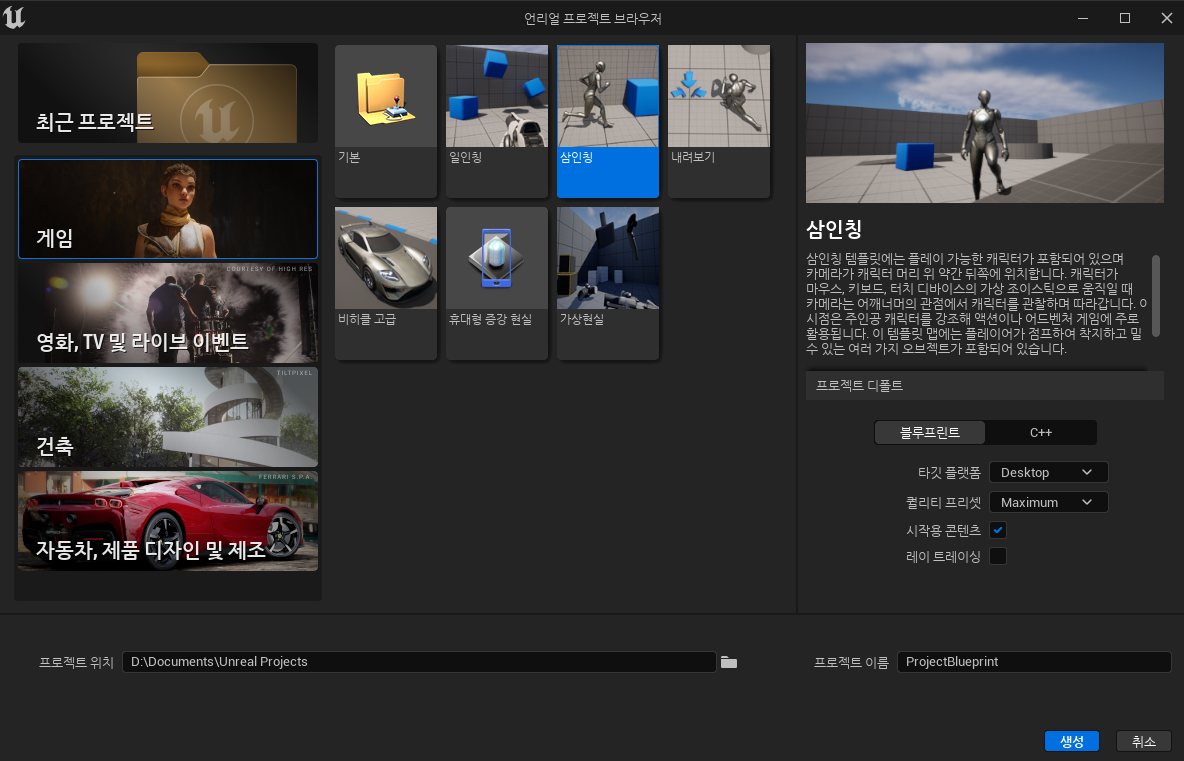 언리얼 프로젝트 브라우저
최근 프로젝트
게임
COURTESY OF HIGH RES
영화, TV 및 라이브 이벤트
TILTPIXEL
건축
FERRARI S.P.A.
자동차, 제품 디자인 및 제조
기본
일인칭
삼인칭
내려보기
비히클 고급
휴대형 증강 현실
가상현실
삼인칭
삼인칭 템플릿에는 플레이 가능한 캐릭터가 포함되어 있으며
카메라가 캐릭터 머리 위 약간 뒤쪽에 위치합니다. 캐릭터가
마우스, 키보드, 터치 디바이스의 가상 조이스틱으로 움직일 때
카메라는 어깨너머의 관점에서 캐릭터를 관찰하며 따라갑니다. 이
시점은 주인공 캐릭터를 강조해 액션이나 어드벤처 게임에 주로
활용됩니다. 이 템플릿 맵에는 플레이어가 점프하여 착지하고 밀
수 있는 여러 가지 오브젝트가 포함되어 있습니다.
프로젝트 디폴트
블루프린트
C++
타깃 플랫폼
Desktop
퀄리티 프리셋
Maximum
시작용 콘텐츠
레이 트레이싱
프로젝트 위치
D:\Documents\Unreal Projects
프로젝트 이름
ProjectBlueprint
생성
취소